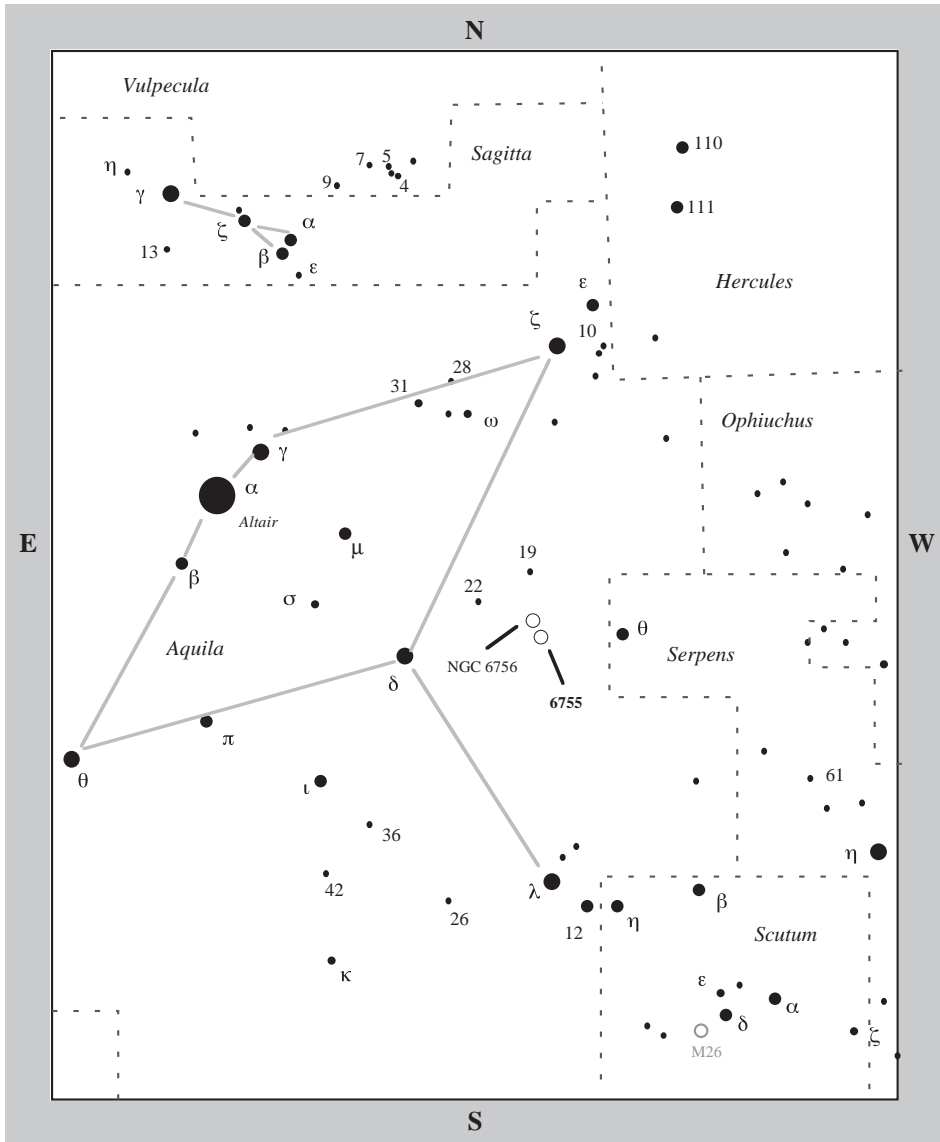 N
Vulpecula
η
γ
7
5
4
9
Sagitta
110
111
ζ
α
β
ε
13
Hercules
ε
ζ
10
28
31
ω
Ophiuchus
γ
α
Altair
E
W
μ
19
β
22
σ
θ
Aquila
Serpens
NGC 6756
δ
6755
π
θ
ι
61
36
η
42
λ
β
26
12
η
Scutum
κ
ε
α
δ
ζ
M26
S